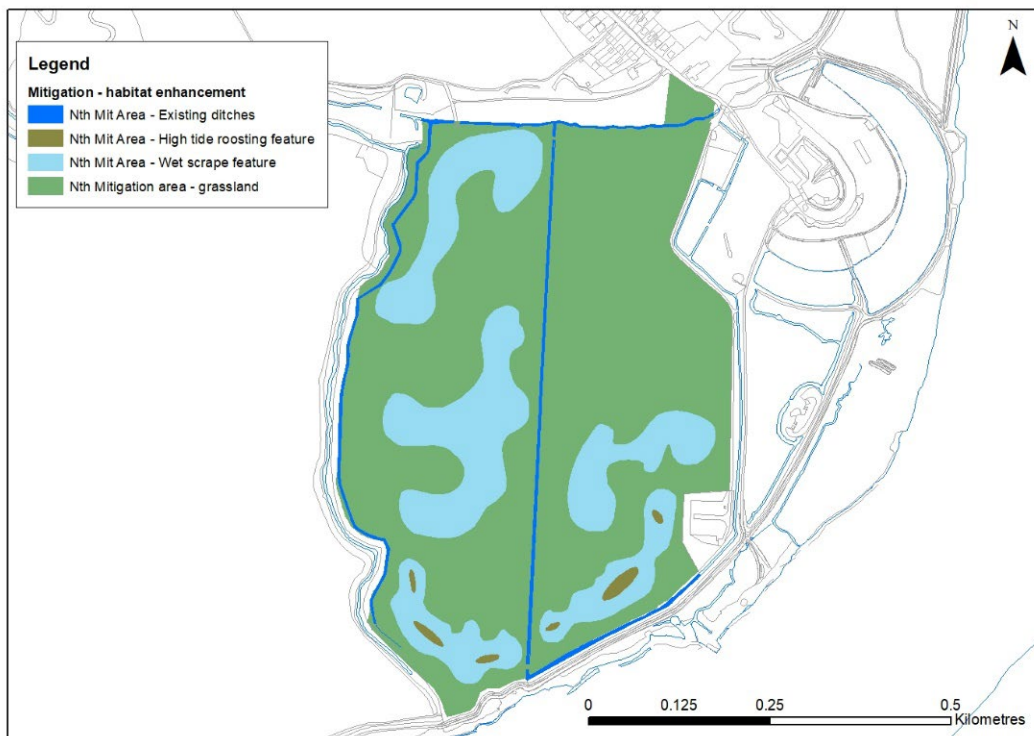 Legend
Mitigation - habitat enhancement
Nth Mit Area - Existing ditches
Nth Mit Area - High tide roosting feature
Nth Mit Area - Wet scrape feature
Nth Mitigation area - grassland
N
0 0.125 0.25 0.5
Kilometres